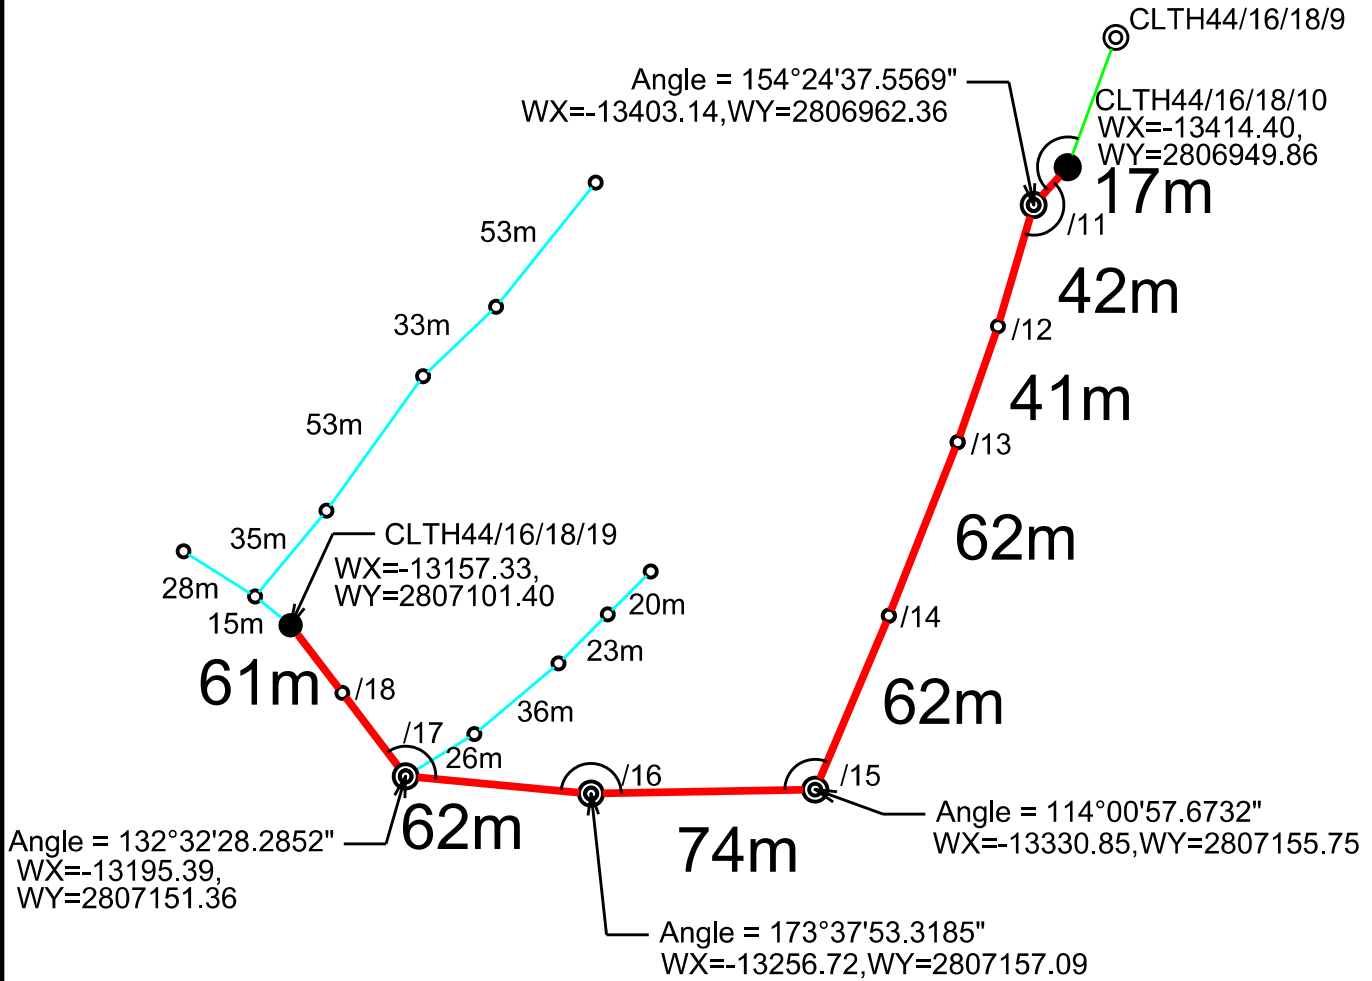 CLTH44/16/18/9
Angle = 154°24'37.5569"
WX=-13403.14,WY=2806962.36
CLTH44/16/18/10
WX=-13414.40,
WY=2806949.86
17m
/11
53m
42m
33m
/12
41m
53m
/13
35m
CLTH44/16/18/19
WX=-13157.33,
WY=2807101.40
62m
28m
15m
20m
/14
23m
61m
/18
62m
36m
/17
26m
/16
/15
62m
74m
Angle = 114°00'57.6732"
WX=-13330.85,WY=2807155.75
Angle = 132°32'28.2852"
WX=-13195.39,
WY=2807151.36
Angle = 173°37'53.3185"
WX=-13256.72,WY=2807157.09